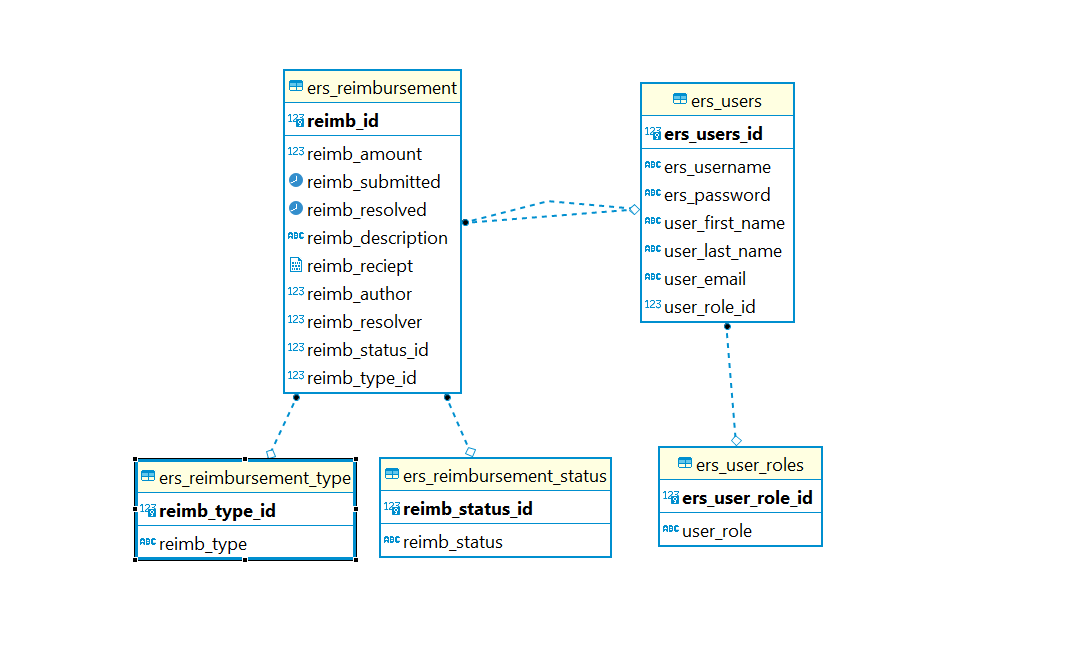 ers_reimbursement
123 reimb_id
123 reimb_amount
reimb_submitted
reimb_resolved
ABC reimb_description
reimb_reciept
123 reimb_author
123 reimb_resolver
123 reimb_status_id
123 reimb_type_id
ers_users
123 ers_users_id
ABC ers_username
ABC ers_password
ABC user_first_name
ABC user_last_name
ABC user_email
123 user_role_id
ers_reimbursement_type
123 reimb_type_id
ABC reimb_type
ers_reimbursement_status
123 reimb_status_id
ABC reimb_status
ers_user_roles
123 ers_user_role_id
ABC user_role